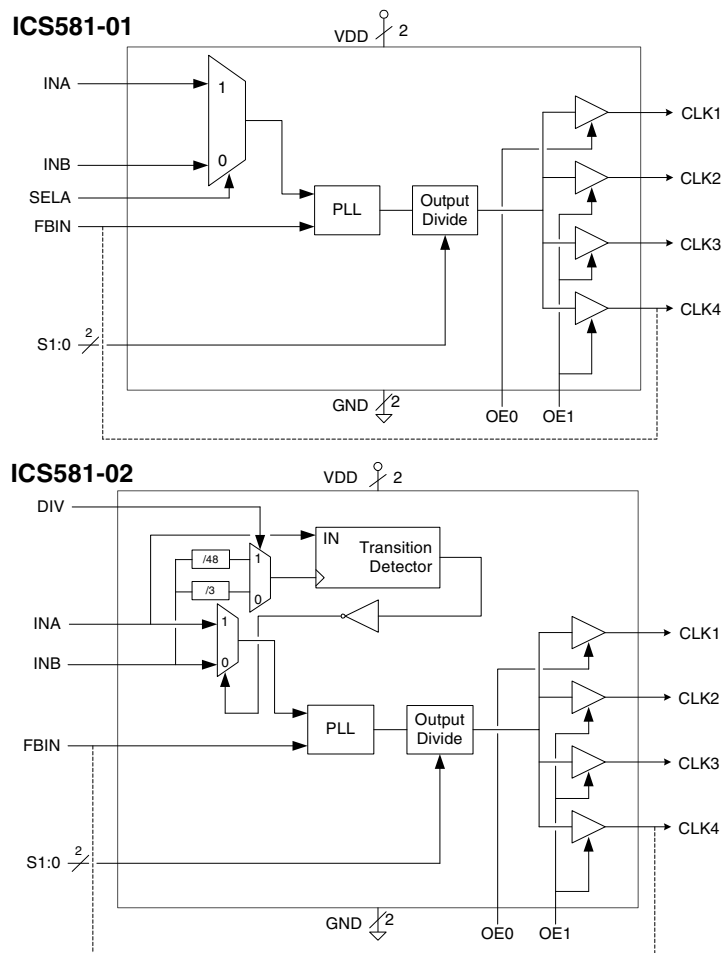 ICS581-01
VDD 2
INA
1
CLK1
INB
0
SELA
CLK2
PLL
Output
Divide
FBIN
CLK3
CLK4
S1:0 2
GND 2
OE0
OE1
ICS581-02
VDD 2
DIV
IN
Transition
Detector
/48
1
/3
0
INA
1
CLK1
INB
0
CLK2
PLL
Output
Divide
FBIN
CLK3
CLK4
S1:0 2
GND 2
OE0
OE1